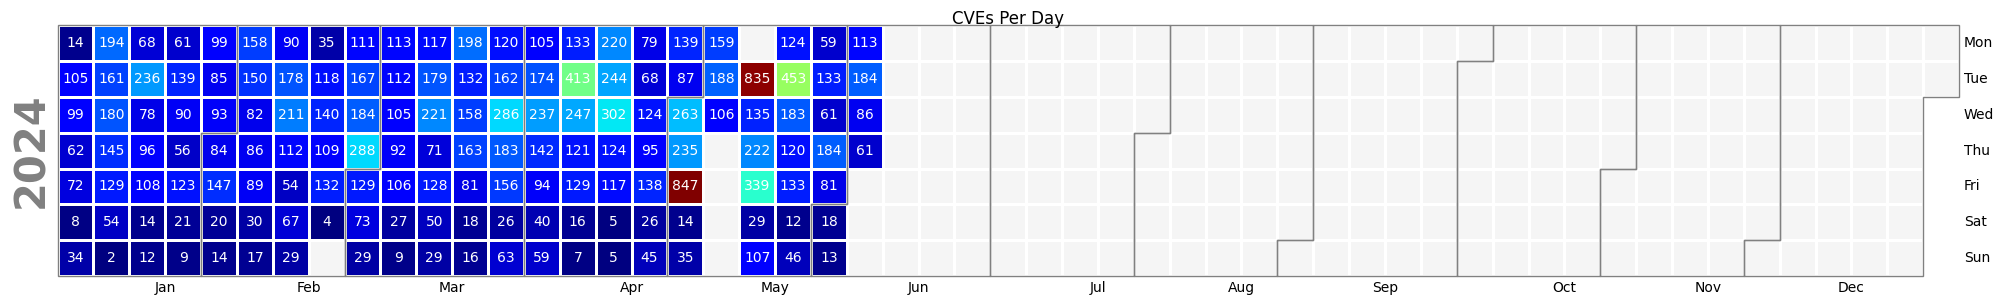 CVEs Per Day
14 194 68 61 99 158 90 35 111 113 117 198 120 105 133 220 79 139 159 124 59 113 Mon
105 161 236 139 85 150 178 118 167 112 179 132 162 174 413 244 68 87 188 835 453 133 184 Tue
99 180 78 90 93 82 211 140 184 105 221 158 286 237 247 302 124 263 106 135 183 61 86 Wed
62 145 96 56 84 86 112 109 288 92 71 163 183 142 121 124 95 235 222 120 184 61 Thu
72 129 108 123 147 89 54 132 129 106 128 81 156 94 129 117 138 847 339 133 81 Fri
8 54 14 21 20 30 67 4 73 27 50 18 26 40 16 5 26 14 29 12 18 Sat
34 2 12 9 14 17 29 29 9 29 16 63 59 7 5 45 35 107 46 13 Sun
2024
Jan Feb Mar Apr May Jun Jul Aug Sep Oct Nov Dec